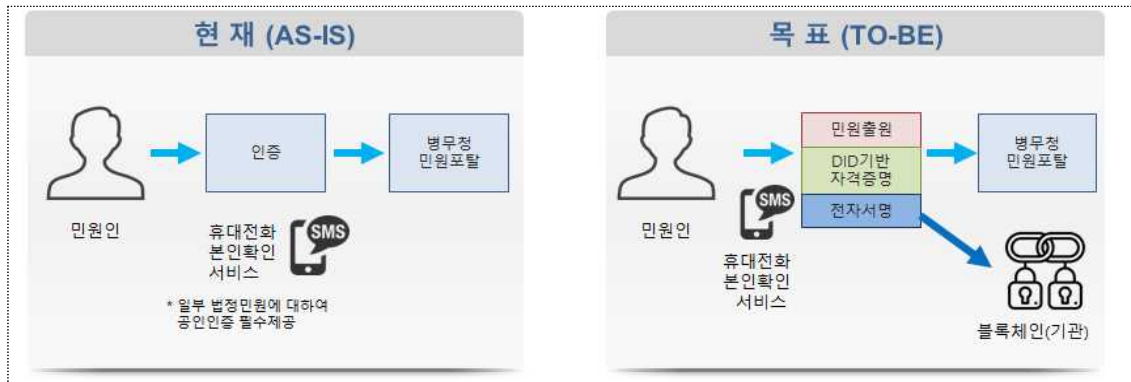 현 재 (AS-IS)
민원인
인증
병무청
민원포탈
휴대전화
본인확인
서비스
SMS
* 일부 법정민원에 대하여
공인인증 필수제공
목 표 (TO-BE)
민원인
SMS
휴대전화
본인확인
서비스
민원출원
DID기반
자격증명
전자서명
병무청
민원포탈
블록체인(기관)